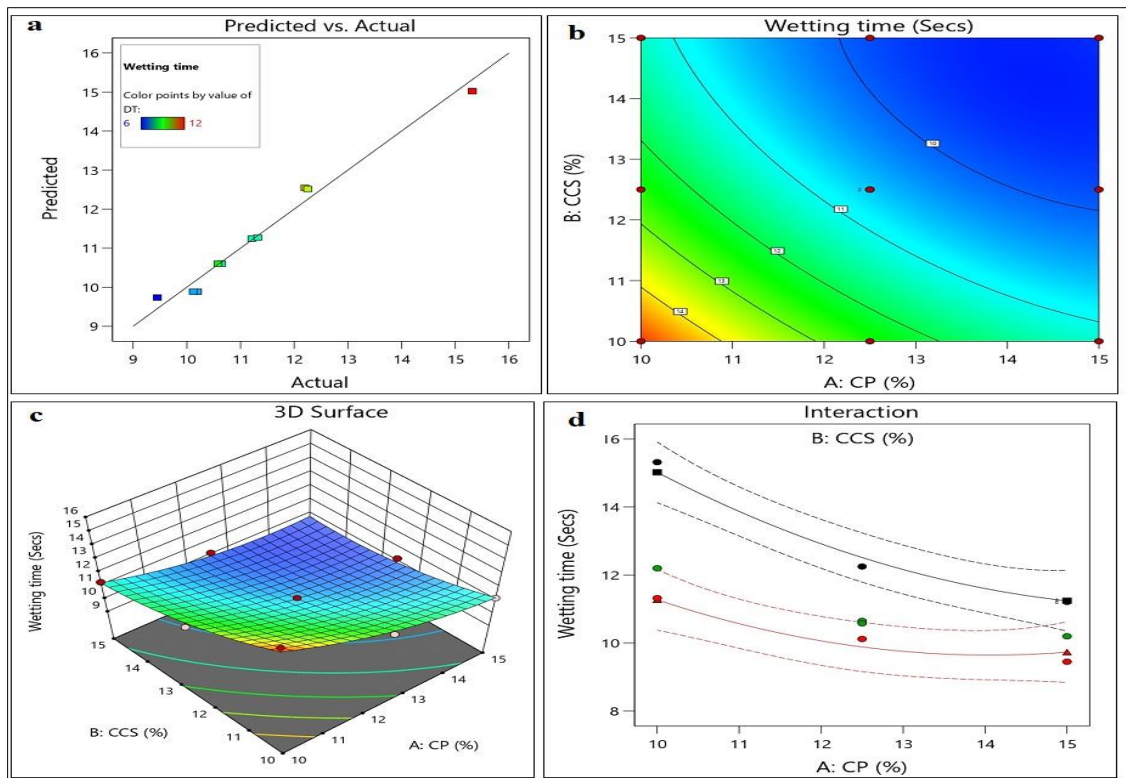 a
Predicted vs. Actual
16
15
14
13
12
11
10
9
Predicted
Wetting time
Color points by value of
DT:
6 12
9 10 11 12 13 14 15 16
Actual
b
Wetting time (Secs)
15
14
13
12
11
10
B: CCS (%)
10
11
2
12
13
14
10 11 12 13 14 15
A: CP (%)
c
3D Surface
16
15
14
13
12
11
10
9
Wetting time (Secs)
15
14
13
12
11
10
B: CCS (%)
10
11
12
13
14
15
A: CP (%)
d
Interaction
B: CCS (%)
16
14
12
10
8
Wetting time (Secs)
2
10 11 12 13 14 15
A: CP (%)